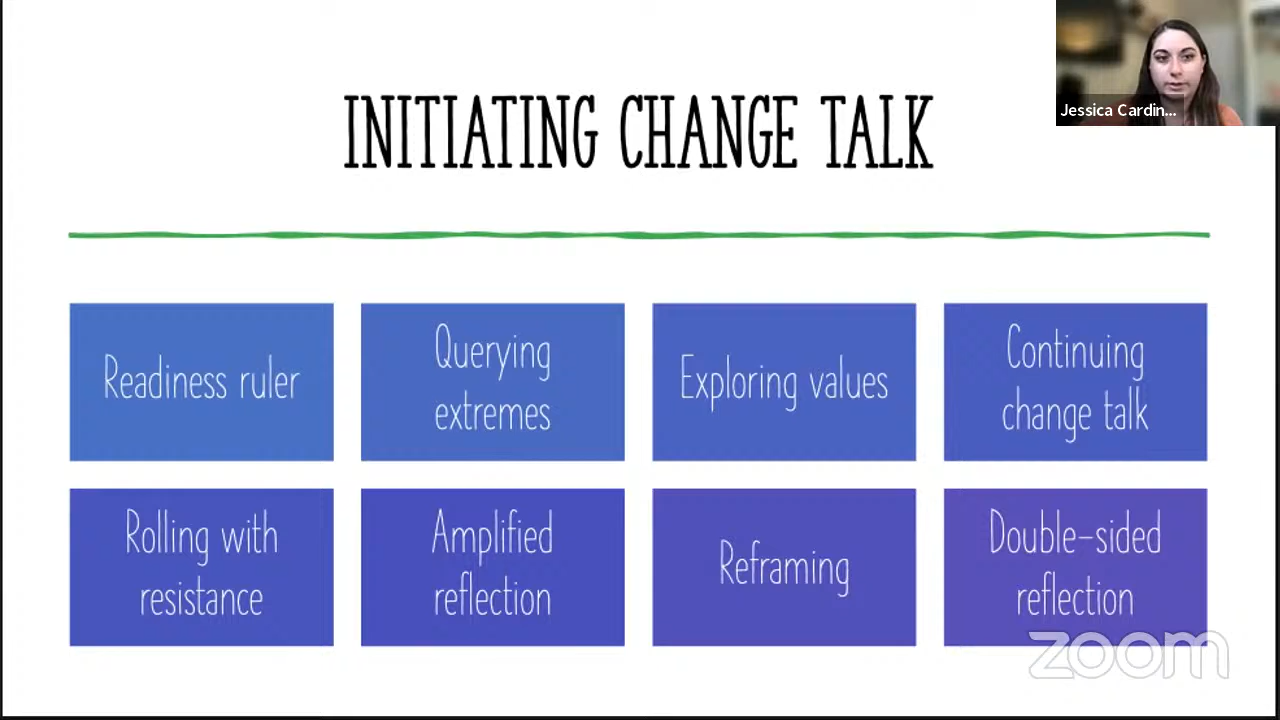 Jessica Cardin...
INITIATING CHANGE TALK
Readiness ruler
Querying
extremes
Exploring values
Continuing
change talk
Rolling with
resistance
Amplified
reflection
Reframing
Double-sided
reflection
zoom